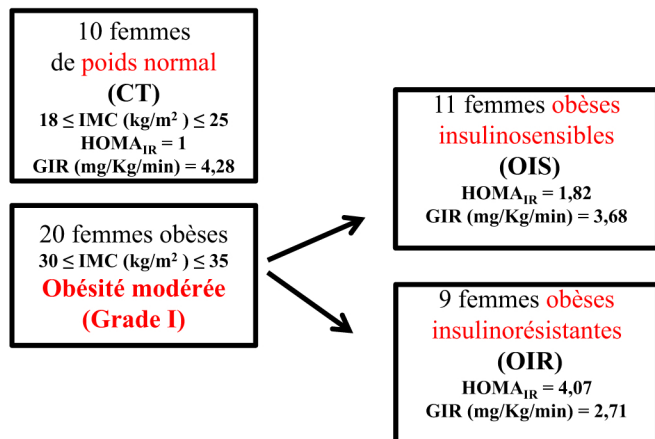 10 femmes
de poids normal
(CT)
18 ≤ IMC (kg/m² ) ≤ 25
HOMA_IR = 1
GIR (mg/Kg/min) = 4,28
20 femmes obèses
30 ≤ IMC (kg/m² ) ≤ 35
Obésité modérée
(Grade I)
11 femmes obèses
insulinosensibles
(OIS)
HOMA_IR = 1,82
GIR (mg/Kg/min) = 3,68
9 femmes obèses
insulinorésistantes
(OIR)
HOMA_IR = 4,07
GIR (mg/Kg/min) = 2,71